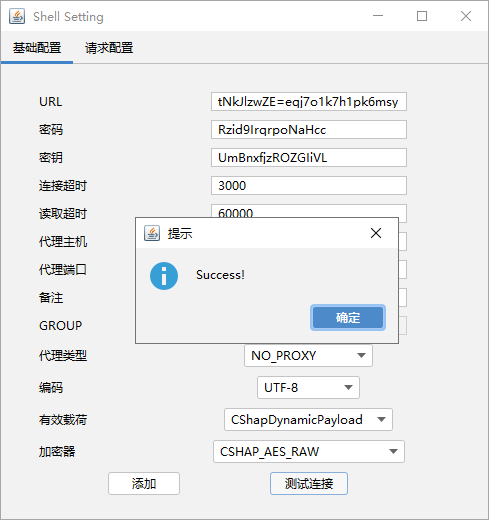 Shell Setting
基础配置 请求配置
URL tNkJlzwZE=eqj7o1k7h1pk6msy
密码 Rzid9IrqrpoNaHcc
密钥 UmBnxfjzROZGIiVL
连接超时 3000
读取超时 60000
代理主机
代理端口
备注
GROUP
提示
Success!
确定
代理类型 NO_PROXY
编码 UTF-8
有效载荷 CShapDynamicPayload
加密器 CSHAP_AES_RAW
添加 测试连接